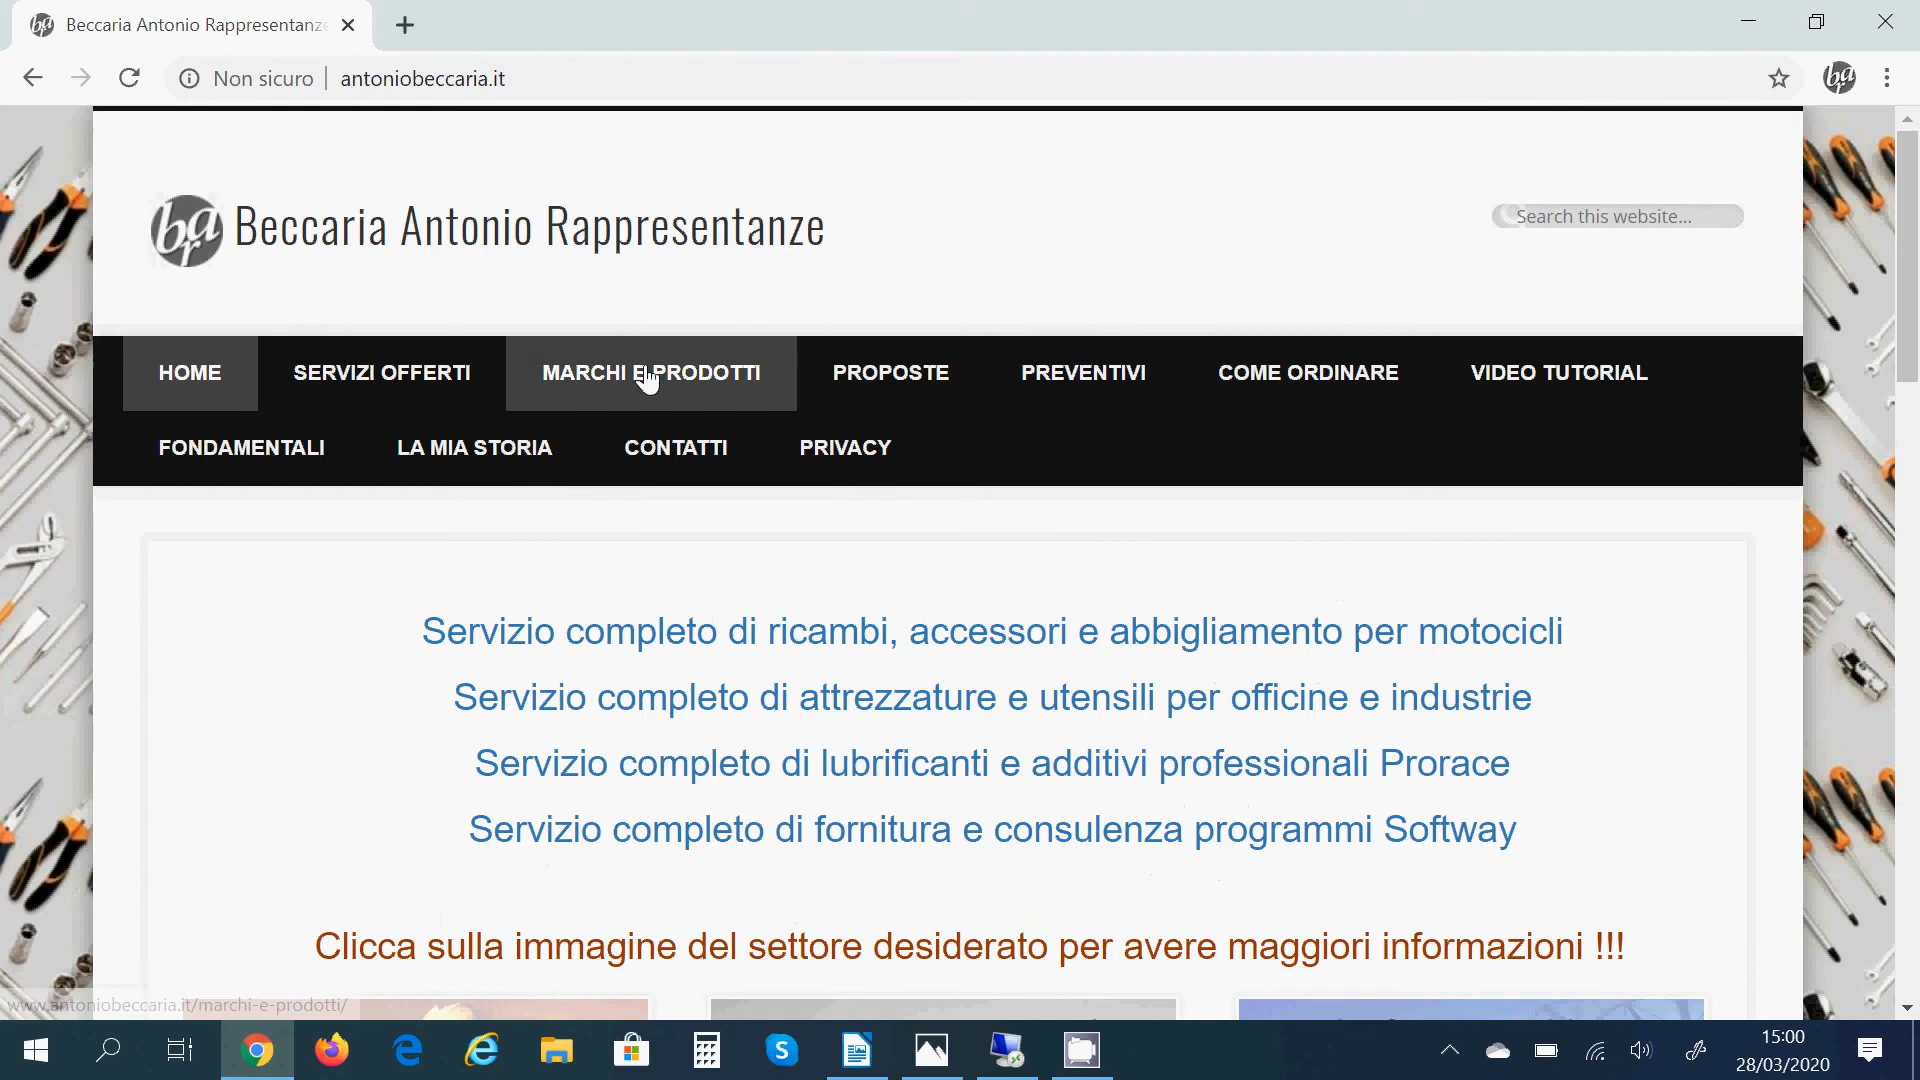 Beccaria Antonio Rappresentanze
Non sicuro antoniobeccaria.it
bar Beccaria Antonio Rappresentanze
Search this website...
HOME SERVIZI OFFERTI MARCHI E PRODOTTI PROPOSTE PREVENTIVI COME ORDINARE VIDEO TUTORIAL
FONDAMENTALI LA MIA STORIA CONTATTI PRIVACY
Servizio completo di ricambi, accessori e abbigliamento per motocicli
Servizio completo di attrezzature e utensili per officine e industrie
Servizio completo di lubrificanti e additivi professionali Prorace
Servizio completo di fornitura e consulenza programmi Softway
Clicca sulla immagine del settore desiderato per avere maggiori informazioni !!!
www.antoniobeccaria.it/marchi-e-prodotti/
15:00
28/03/2020